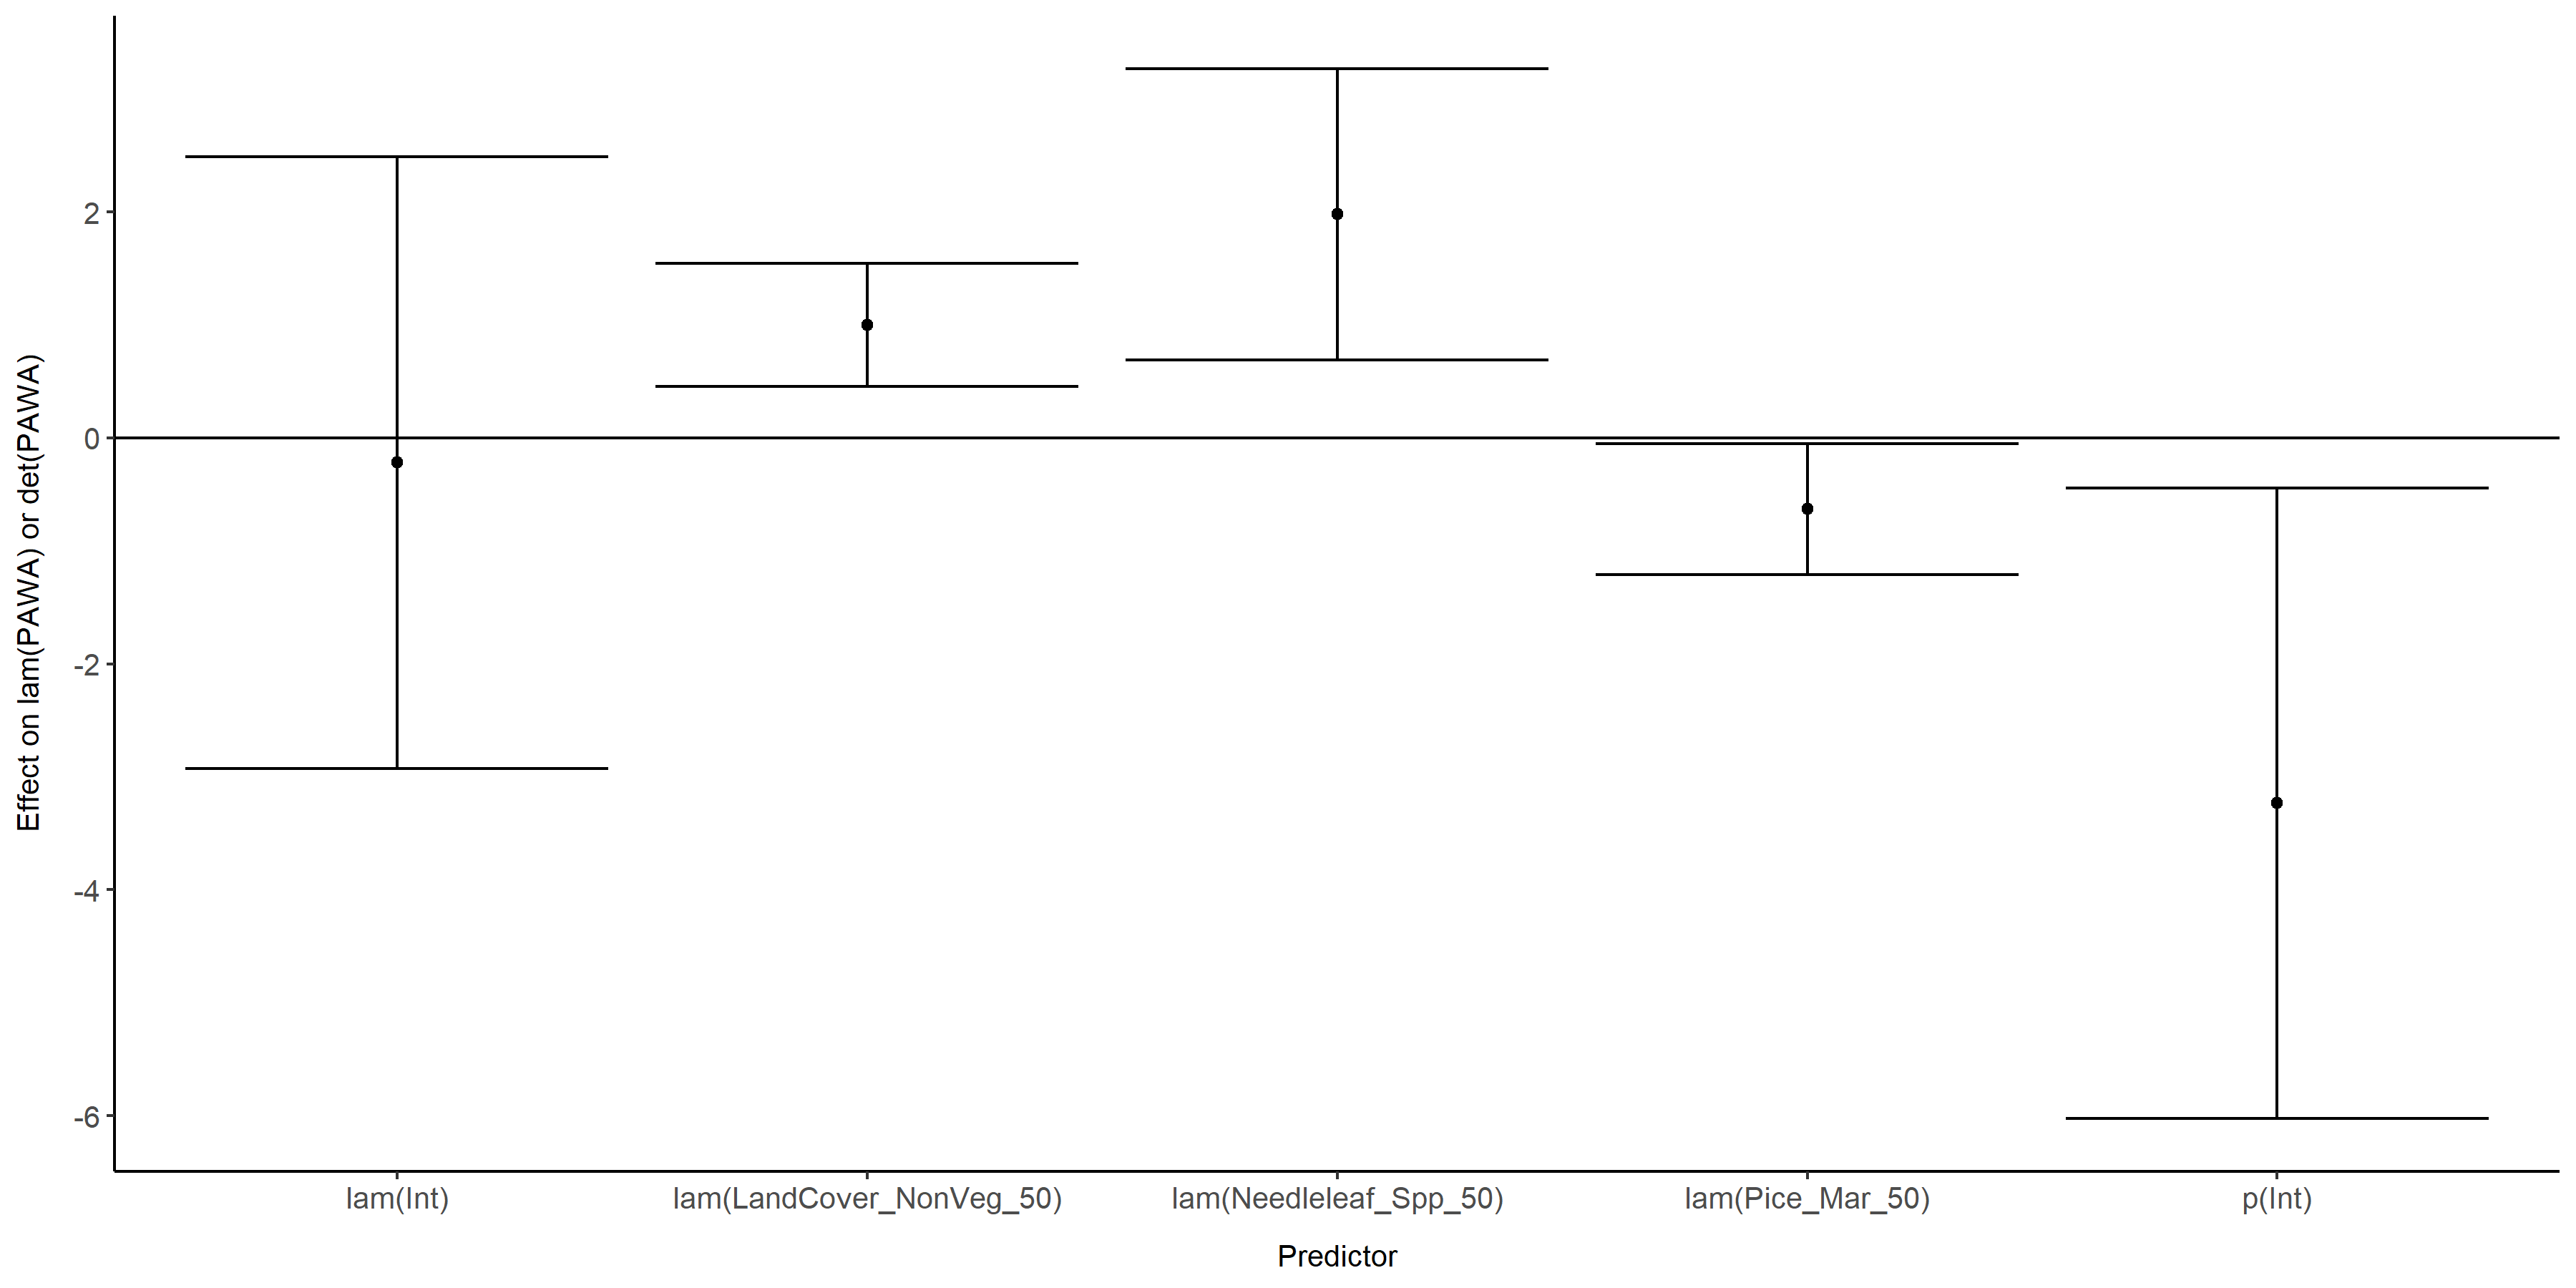 Effect on lam(PAWA) or det(PAWA)
2
0
-2
-4
-6
lam(Int)
lam(LandCover_NonVeg_50)
lam(Needleleaf_Spp_50)
lam(Pice_Mar_50)
p(Int)
Predictor